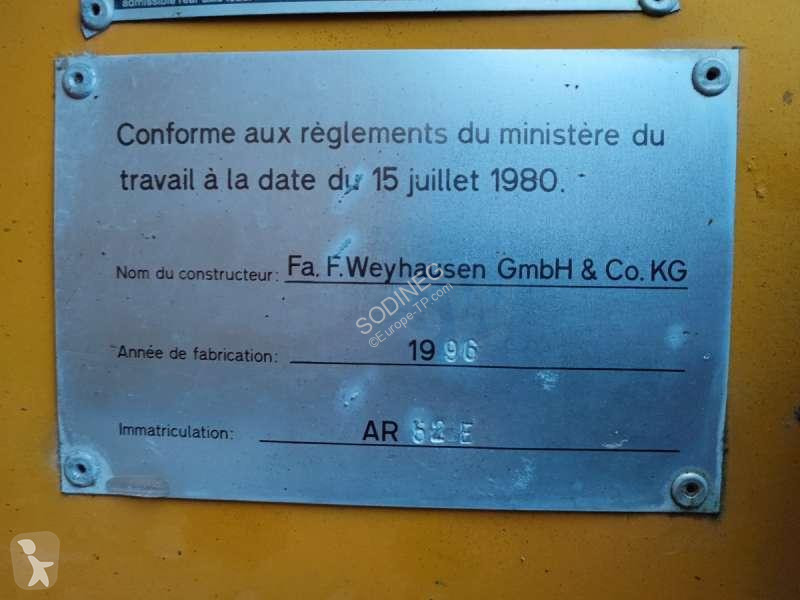 Conforme aux règlements du ministère du
travail à la date du 15 juillet 1980.
Nom du constructeur: Fa. F. Weyhausen GmbH & Co. KG
SODINEG
©Europe-TP.com
Année de fabrication: 1996
Immatriculation: AR 62 E